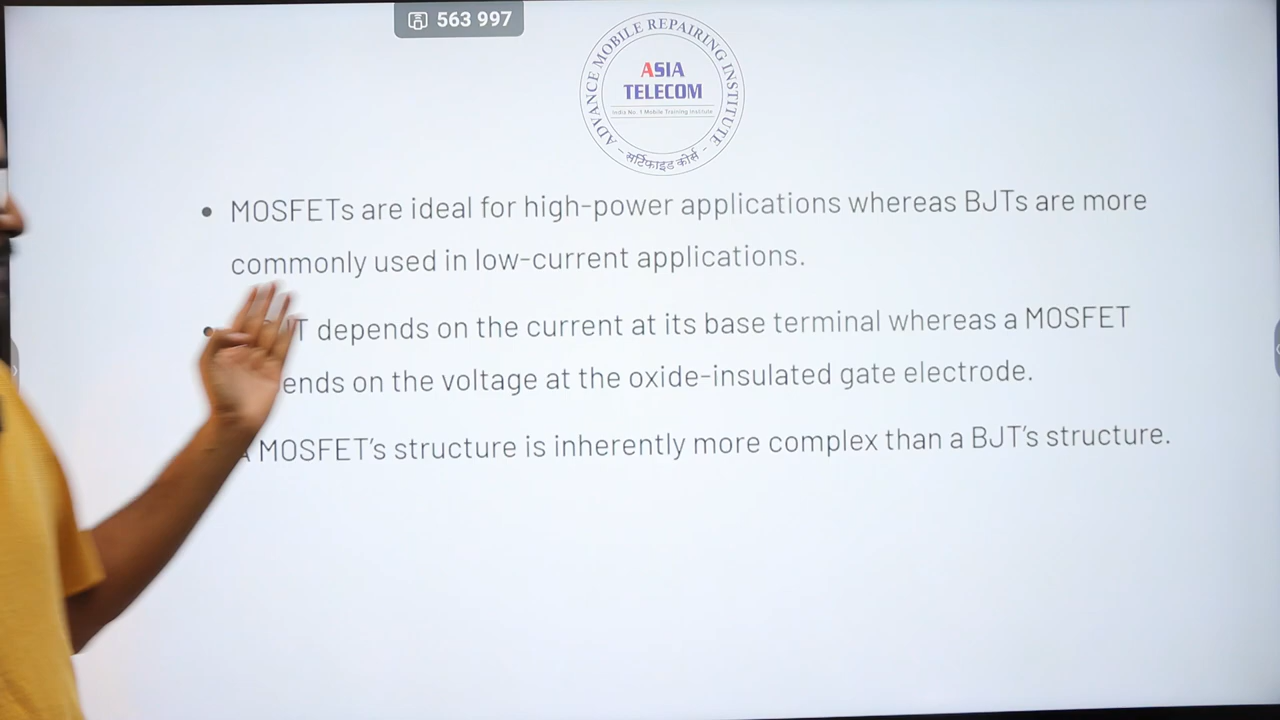 563 997
ADVANCE MOBILE REPAIRING INSTITUTE
ASIA
TELECOM
India No. 1 Mobile Training Institute
- सर्टिफाइड कोर्स -
• MOSFETs are ideal for high-power applications whereas BJTs are more
commonly used in low-current applications.
• depends on the current at its base terminal whereas a MOSFET
on the voltage at the oxide-insulated gate electrode.
MOSFET's structure is inherently more complex than a BJT's structure.